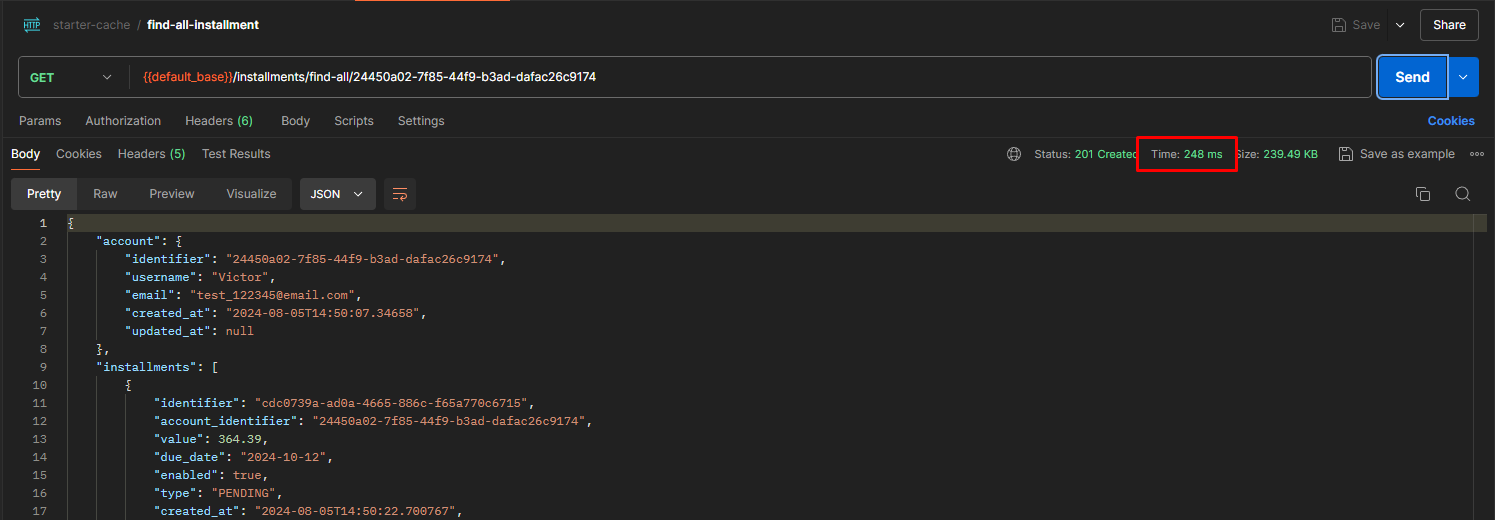 HTTP starter-cache / find-all-installment Save Share
GET {{default_base}}/installments/find-all/24450a02-7f85-44f9-b3ad-dafac26c9174 Send
Params Authorization Headers (6) Body Scripts Settings Cookies
Body Cookies Headers (5) Test Results Status: 201 Created Time: 248 ms Size: 239.49 KB Save as example
Pretty Raw Preview Visualize JSON
1 {
2 "account": {
3 "identifier": "24450a02-7f85-44f9-b3ad-dafac26c9174",
4 "username": "Victor",
5 "email": "test_122345@email.com",
6 "created_at": "2024-08-05T14:50:07.34658",
7 "updated_at": null
8 },
9 "installments": [
10 {
11 "identifier": "cdc0739a-ad0a-4665-886c-f65a770c6715",
12 "account_identifier": "24450a02-7f85-44f9-b3ad-dafac26c9174",
13 "value": 364.39,
14 "due_date": "2024-10-12",
15 "enabled": true,
16 "type": "PENDING",
17 "created_at": "2024-08-05T14:50:22.700767",